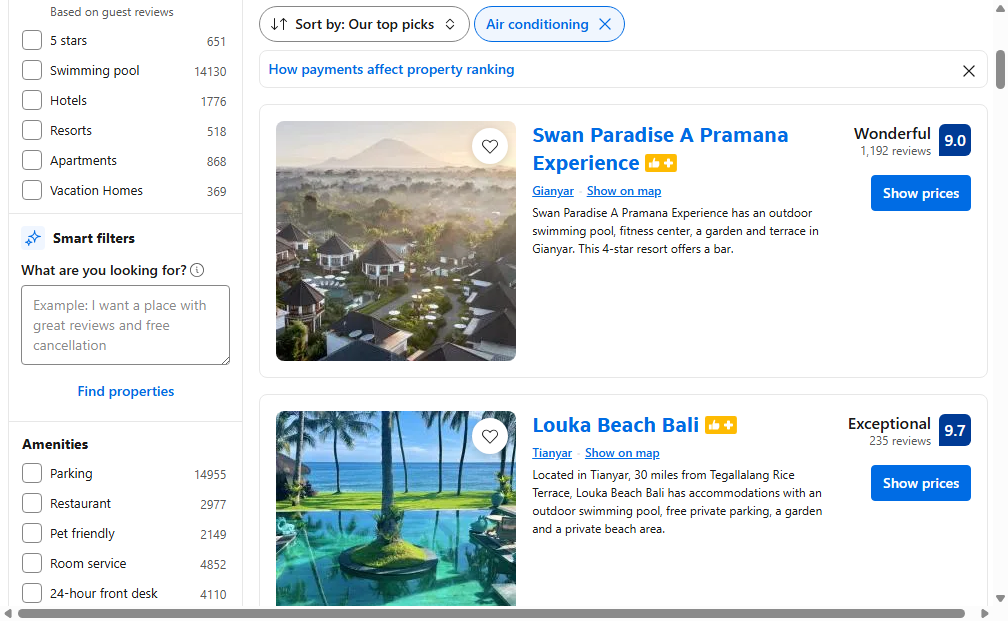 Based on guest reviews
5 stars 651
Swimming pool 14130
Hotels 1776
Resorts 518
Apartments 868
Vacation Homes 369
Smart filters
What are you looking for?
Example: I want a place with
great reviews and free
cancellation
Find properties
Amenities
Parking 14955
Restaurant 2977
Pet friendly 2149
Room service 4852
24-hour front desk 4110
Sort by: Our top picks
Air conditioning
How payments affect property ranking
Swan Paradise A Pramana
Experience
Gianyar · Show on map
Swan Paradise A Pramana Experience has an outdoor
swimming pool, fitness center, a garden and terrace in
Gianyar. This 4-star resort offers a bar.
Wonderful 9.0
1,192 reviews
Show prices
Louka Beach Bali
Tianyar · Show on map
Located in Tianyar, 30 miles from Tegallalang Rice
Terrace, Louka Beach Bali has accommodations with an
outdoor swimming pool, free private parking, a garden
and a private beach area.
Exceptional 9.7
235 reviews
Show prices